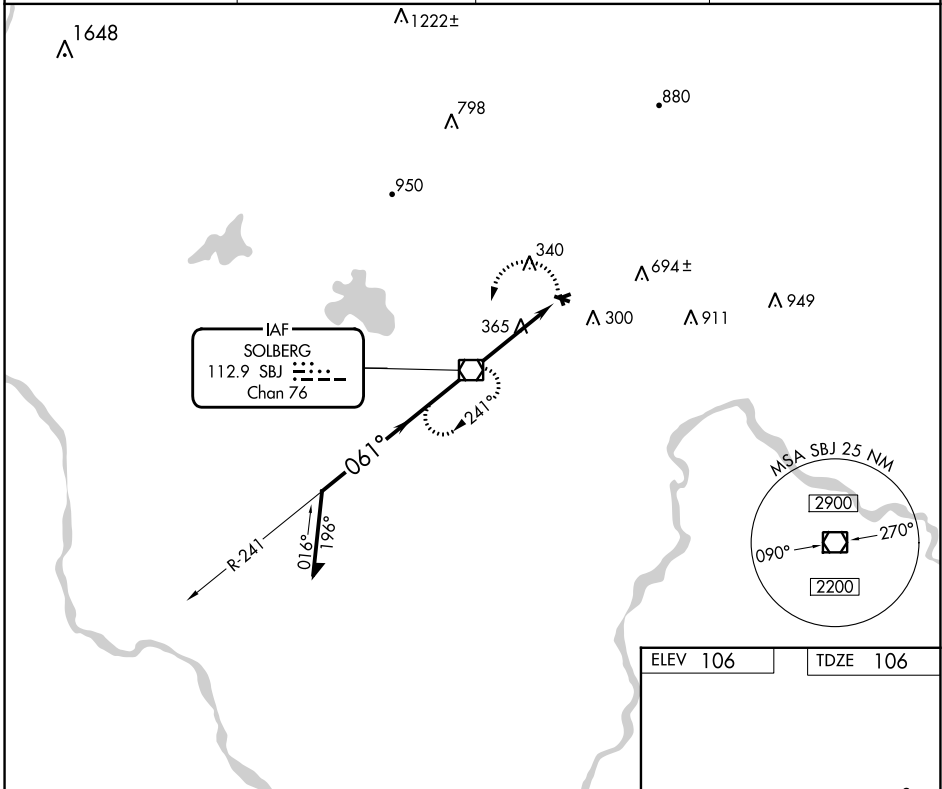 1648
1222±
798
880
950
340
694±
949
365
300
911
IAF
SOLBERG
112.9 SBJ
Chan 76
241°
061°
R-241
016°
196°
MSA SBJ 25 NM
2900
090°
270°
2200
ELEV 106
TDZE 106